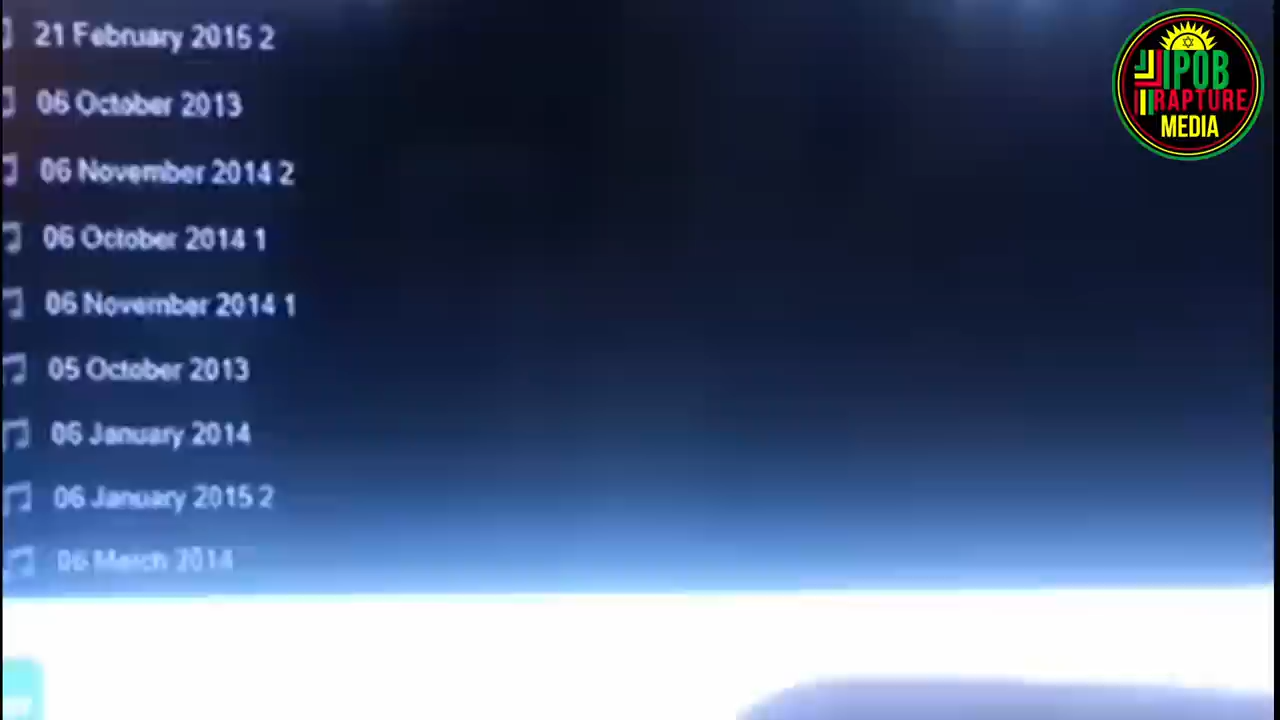 21 February 2015 2
06 October 2013
06 November 2014 2
06 October 2014 1
06 November 2014 1
05 October 2013
06 January 2014
06 January 2015 2
06 March 2014
IPOB
RAPTURE
MEDIA